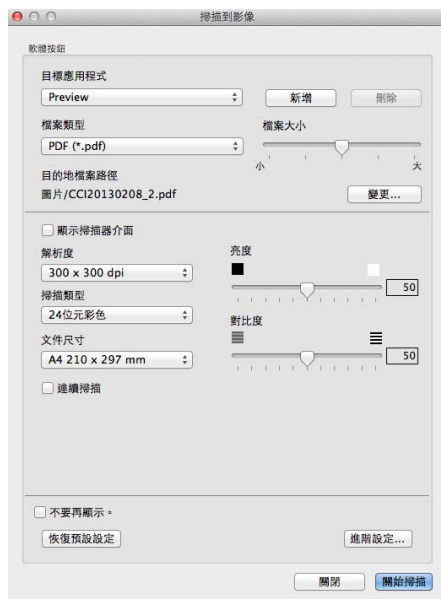 掃描到影像
軟體按鈕
目標應用程式
Preview
新增
刪除
檔案類型
檔案大小
PDF (*.pdf)
小
大
目的地檔案路徑
圖片/CCI20130208_2.pdf
變更...
顯示掃描器介面
解析度
亮度
300 x 300 dpi
50
掃描類型
24位元彩色
對比度
文件尺寸
A4 210 x 297 mm
50
連續掃描
不要再顯示。
恢復預設設定
進階設定...
關閉
開始掃描